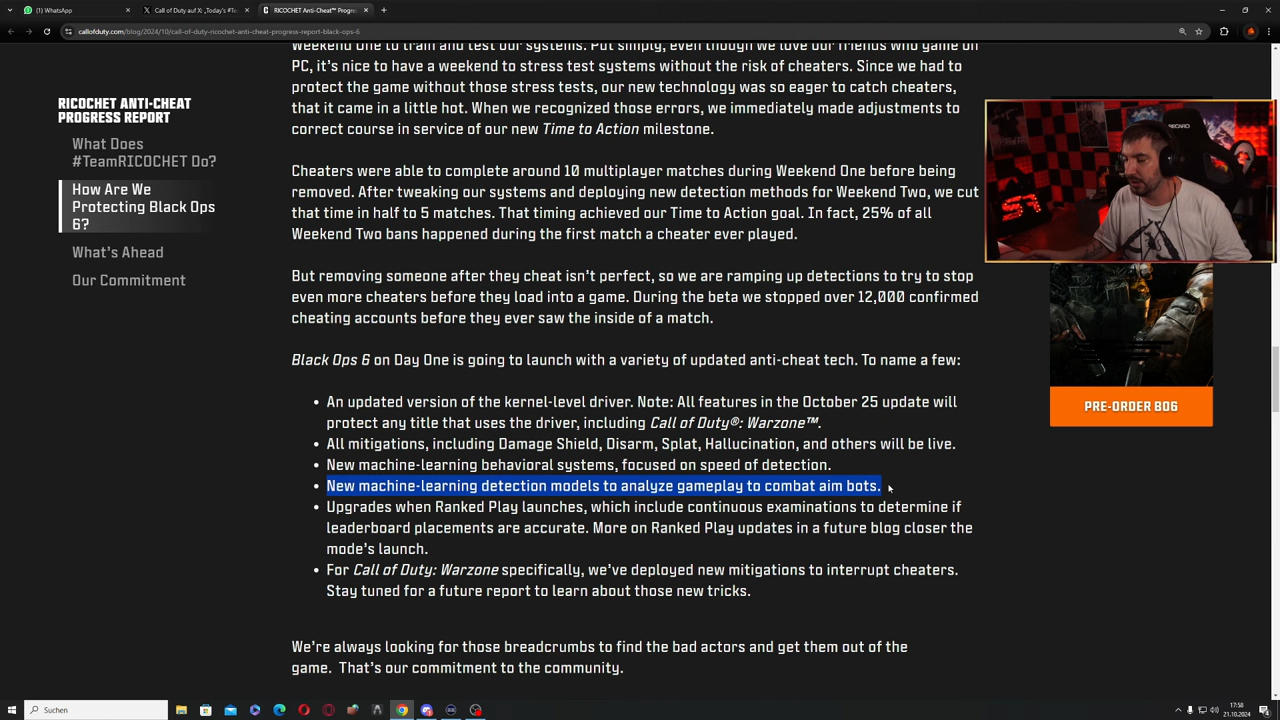 (1) WhatsApp
Call of Duty auf X: „Today's #Te
RICOCHET Anti-Cheat™ Progre
callofduty.com/blog/2024/10/call-of-duty-ricochet-anti-cheat-progress-report-black-ops-6
RICOCHET ANTI-CHEAT
PROGRESS REPORT
What Does
#TeamRICOCHET Do?
How Are We
Protecting Black Ops
6?
What's Ahead
Our Commitment
Weekend One to train and test our systems. Put simply, even though we love our friends who game on
PC, it's nice to have a weekend to stress test systems without the risk of cheaters. Since we had to
protect the game without those stress tests, our new technology was so eager to catch cheaters,
that it came in a little hot. When we recognized those errors, we immediately made adjustments to
correct course in service of our new Time to Action milestone.
Cheaters were able to complete around 10 multiplayer matches during Weekend One before being
removed. After tweaking our systems and deploying new detection methods for Weekend Two, we cut
that time in half to 5 matches. That timing achieved our Time to Action goal. In fact, 25% of all
Weekend Two bans happened during the first match a cheater ever played.
But removing someone after they cheat isn't perfect, so we are ramping up detections to try to stop
even more cheaters before they load into a game. During the beta we stopped over 12,000 confirmed
cheating accounts before they ever saw the inside of a match.
Black Ops 6 on Day One is going to launch with a variety of updated anti-cheat tech. To name a few:
• An updated version of the kernel-level driver. Note: All features in the October 25 update will
protect any title that uses the driver, including Call of Duty®: Warzone™.
• All mitigations, including Damage Shield, Disarm, Splat, Hallucination, and others will be live.
• New machine-learning behavioral systems, focused on speed of detection.
• New machine-learning detection models to analyze gameplay to combat aim bots.
• Upgrades when Ranked Play launches, which include continuous examinations to determine if
leaderboard placements are accurate. More on Ranked Play updates in a future blog closer the
mode's launch.
• For Call of Duty: Warzone specifically, we've deployed new mitigations to interrupt cheaters.
Stay tuned for a future report to learn about those new tricks.
We're always looking for those breadcrumbs to find the bad actors and get them out of the
game. That's our commitment to the community.
RECARO
PRE-ORDER BO6
Suchen
17:58
21.10.2024